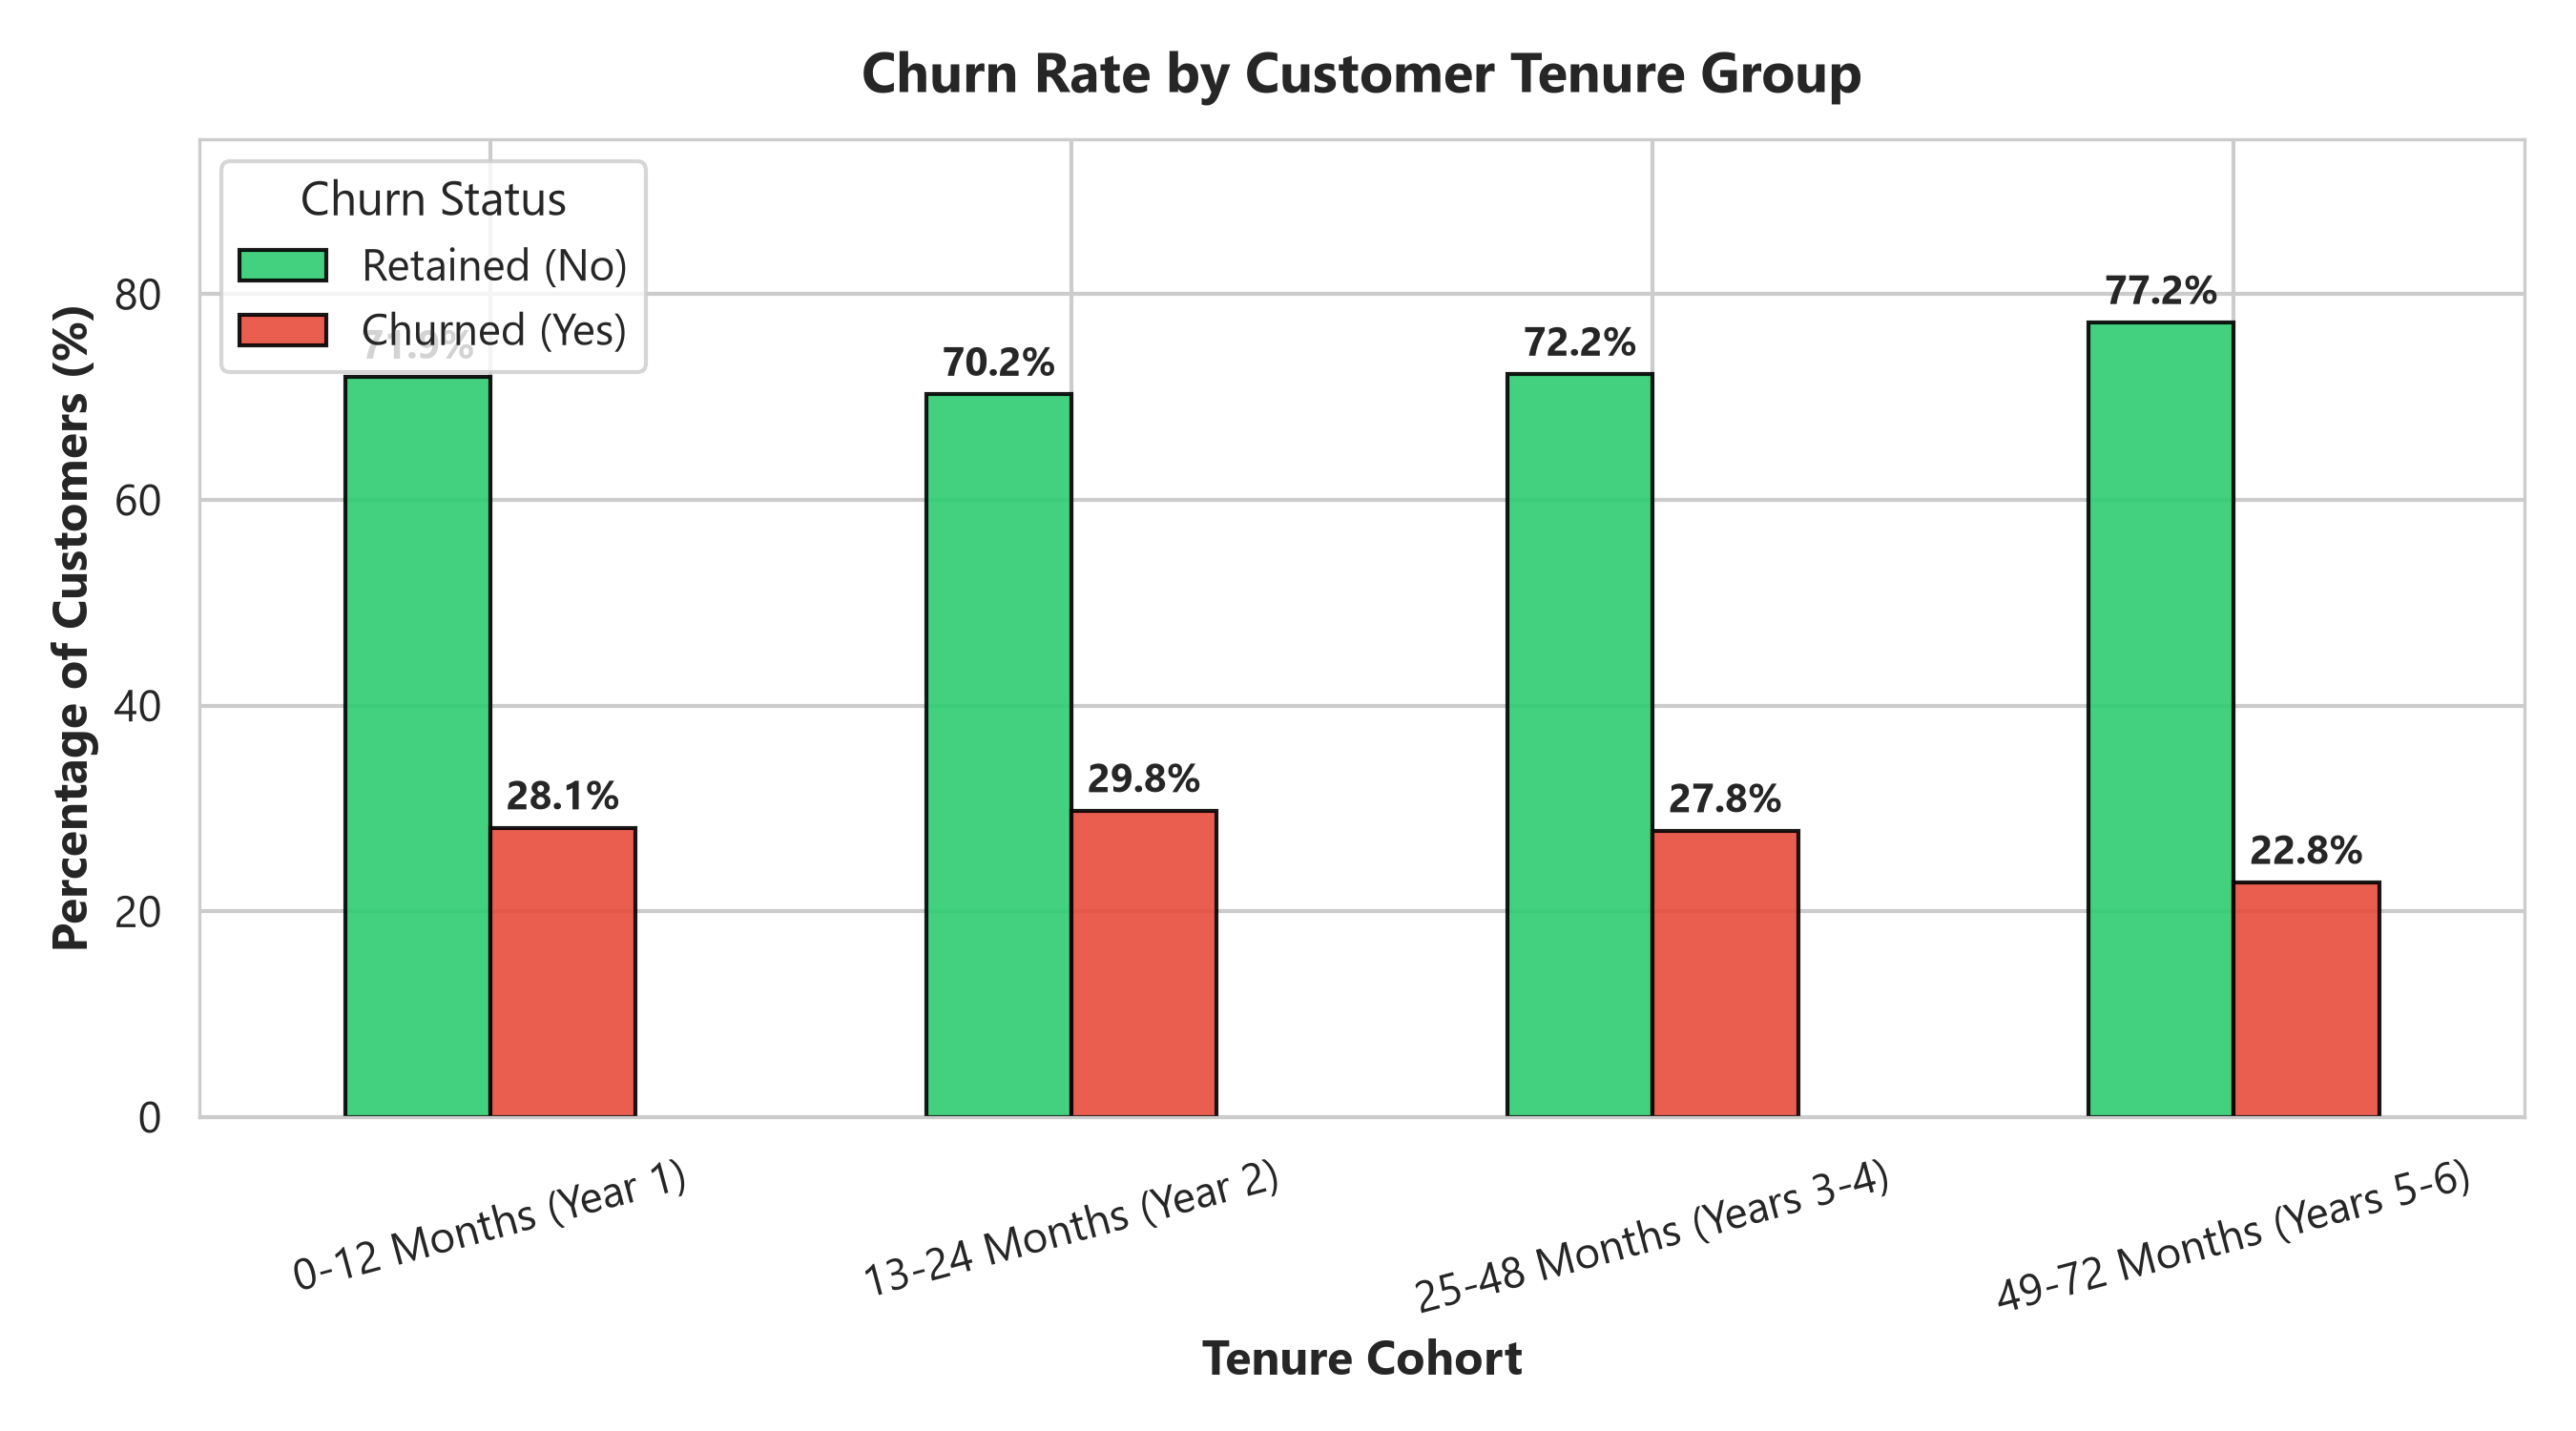 Churn Rate by Customer Tenure Group
Churn Status
Retained (No)
Churned (Yes)
Percentage of Customers (%)
80
60
40
20
0
71.9%
28.1%
70.2%
29.8%
72.2%
27.8%
77.2%
22.8%
0-12 Months (Year 1)
13-24 Months (Year 2)
25-48 Months (Years 3-4)
49-72 Months (Years 5-6)
Tenure Cohort